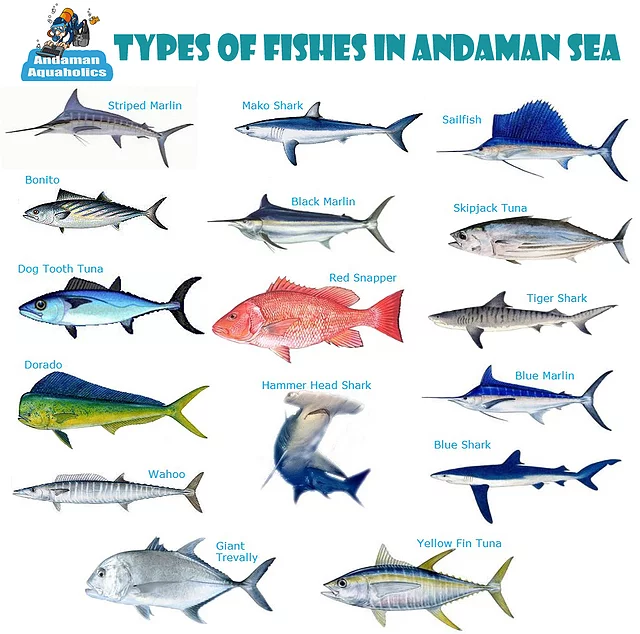 Andaman
Aquaholics
TYPES OF FISHES IN ANDAMAN SEA
Striped Marlin
Mako Shark
Sailfish
Bonito
Black Marlin
Skipjack Tuna
Dog Tooth Tuna
Red Snapper
Tiger Shark
Dorado
Hammer Head Shark
Blue Marlin
Blue Shark
Wahoo
Giant
Trevally
Yellow Fin Tuna